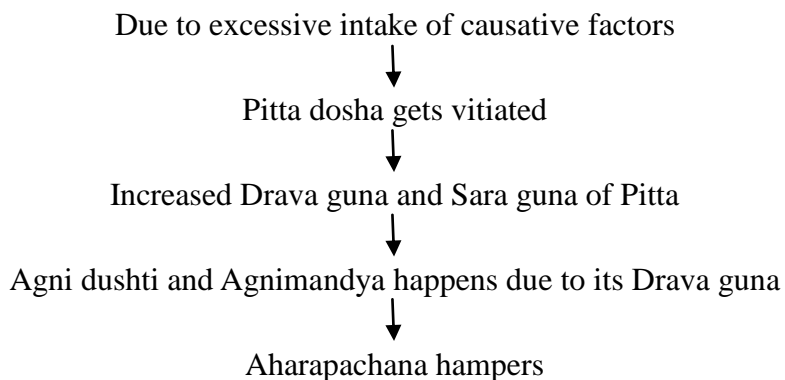 Due to excessive intake of causative factors
Pitta dosha gets vitiated
Increased Drava guna and Sara guna of Pitta
Agni dushti and Agnimandya happens due to its Drava guna
Aharapachana hampers